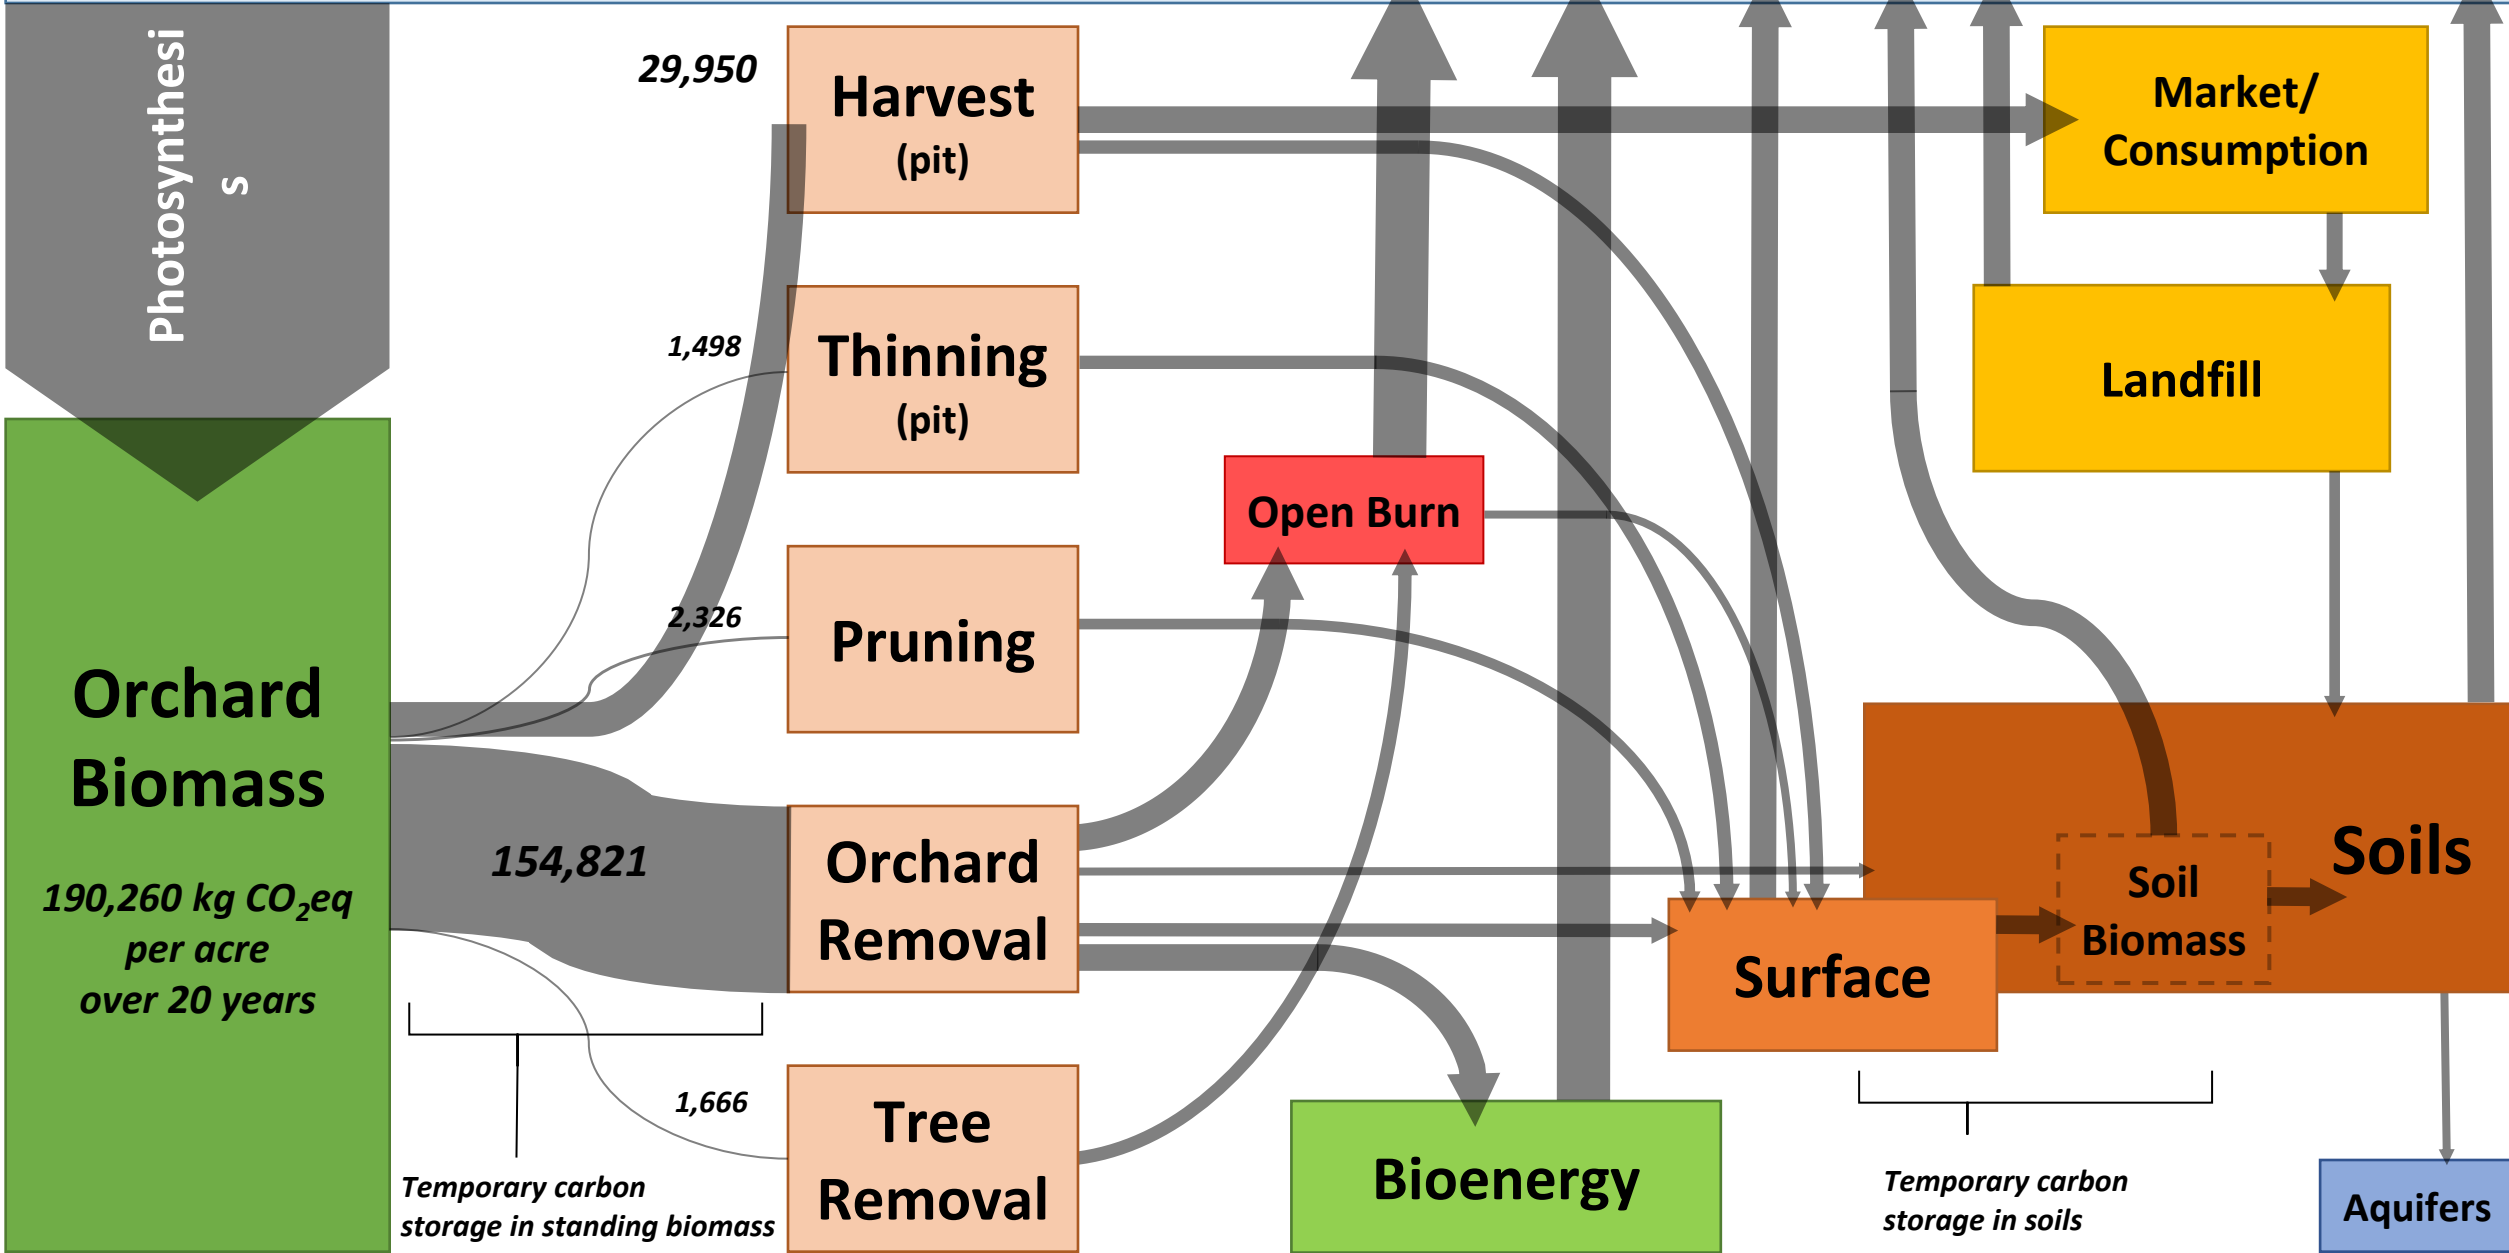 Photosynthesi
s
29,950
Harvest
(pit)
Market/
Consumption
1,498
Thinning
(pit)
Landfill
Open Burn
2,326
Pruning
Orchard
Biomass
190,260 kg CO₂eq
per acre
over 20 years
154,821
Orchard
Removal
Soils
Soil
Biomass
Surface
1,666
Tree
Removal
Temporary carbon
storage in standing biomass
Bioenergy
Temporary carbon
storage in soils
Aquifers